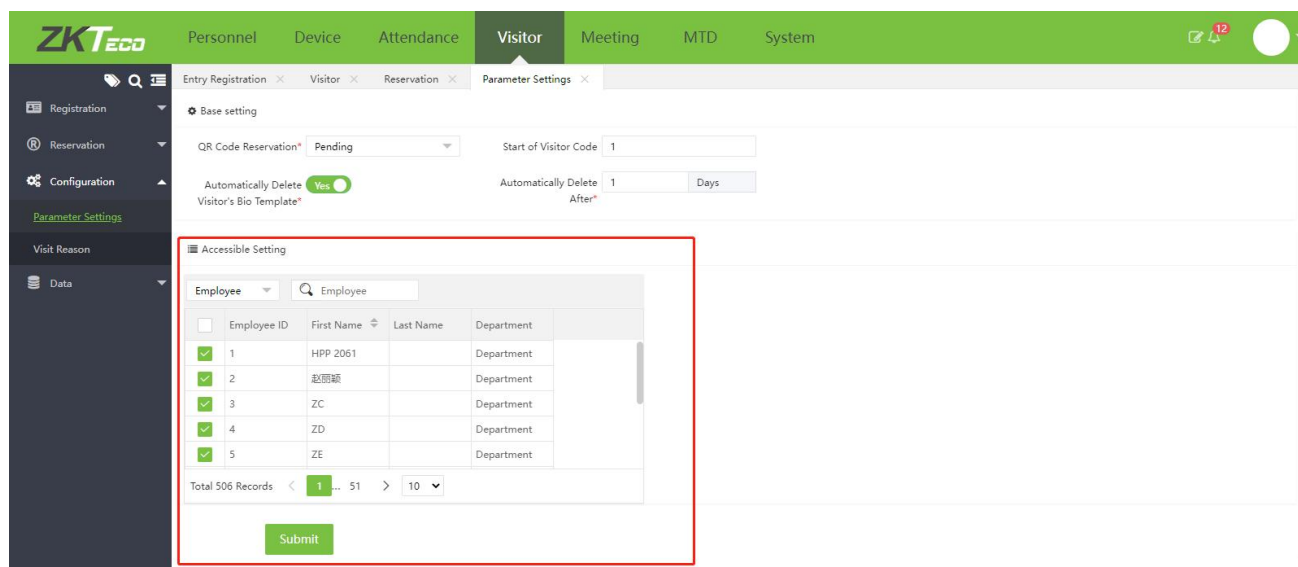 ZKTeco Personnel Device Attendance Visitor Meeting MTD System 12
Entry Registration Visitor Reservation Parameter Settings
Registration
Reservation
Configuration
Parameter Settings
Visit Reason
Data
Base setting
QR Code Reservation* Pending Start of Visitor Code 1
Automatically Delete Visitor's Bio Template* Yes Automatically Delete After* 1 Days
Accessible Setting
Employee Employee
Employee ID First Name Last Name Department
1 HPP 2061 Department
2 赵丽颖 Department
3 ZC Department
4 ZD Department
5 ZE Department
Total 506 Records 1 ... 51 10
Submit